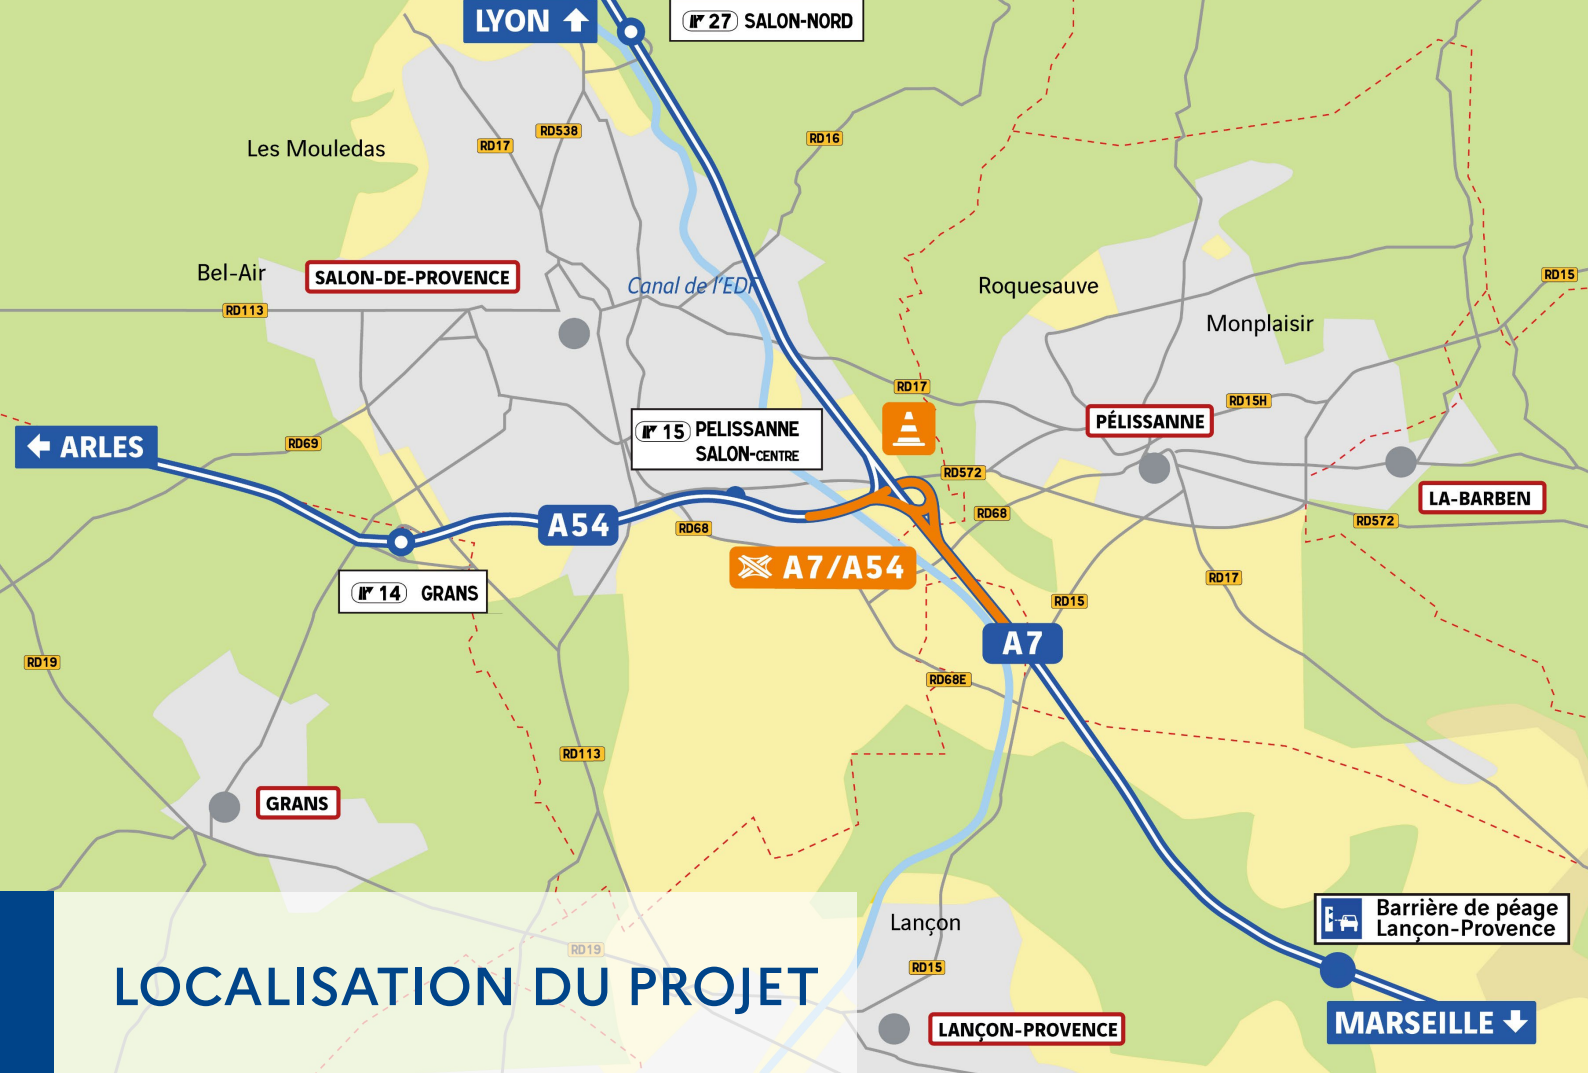 LYON
27 SALON-NORD
RD538
RD17
RD16
Les Mouledas
Bel-Air
SALON-DE-PROVENCE
Canal de l'EDF
Roquesauve
RD15
RD113
Monplaisir
RD17
RD15H
15 PELISSANNE
SALON-CENTRE
PÉLISSANNE
ARLES
RD69
RD572
LA-BARBEN
RD68
RD68
RD572
A54
A7/A54
RD17
14 GRANS
RD15
A7
RD19
RD68E
RD113
GRANS
Barrière de péage
Lançon-Provence
Lançon
RD19
RD15
LOCALISATION DU PROJET
LANÇON-PROVENCE
MARSEILLE